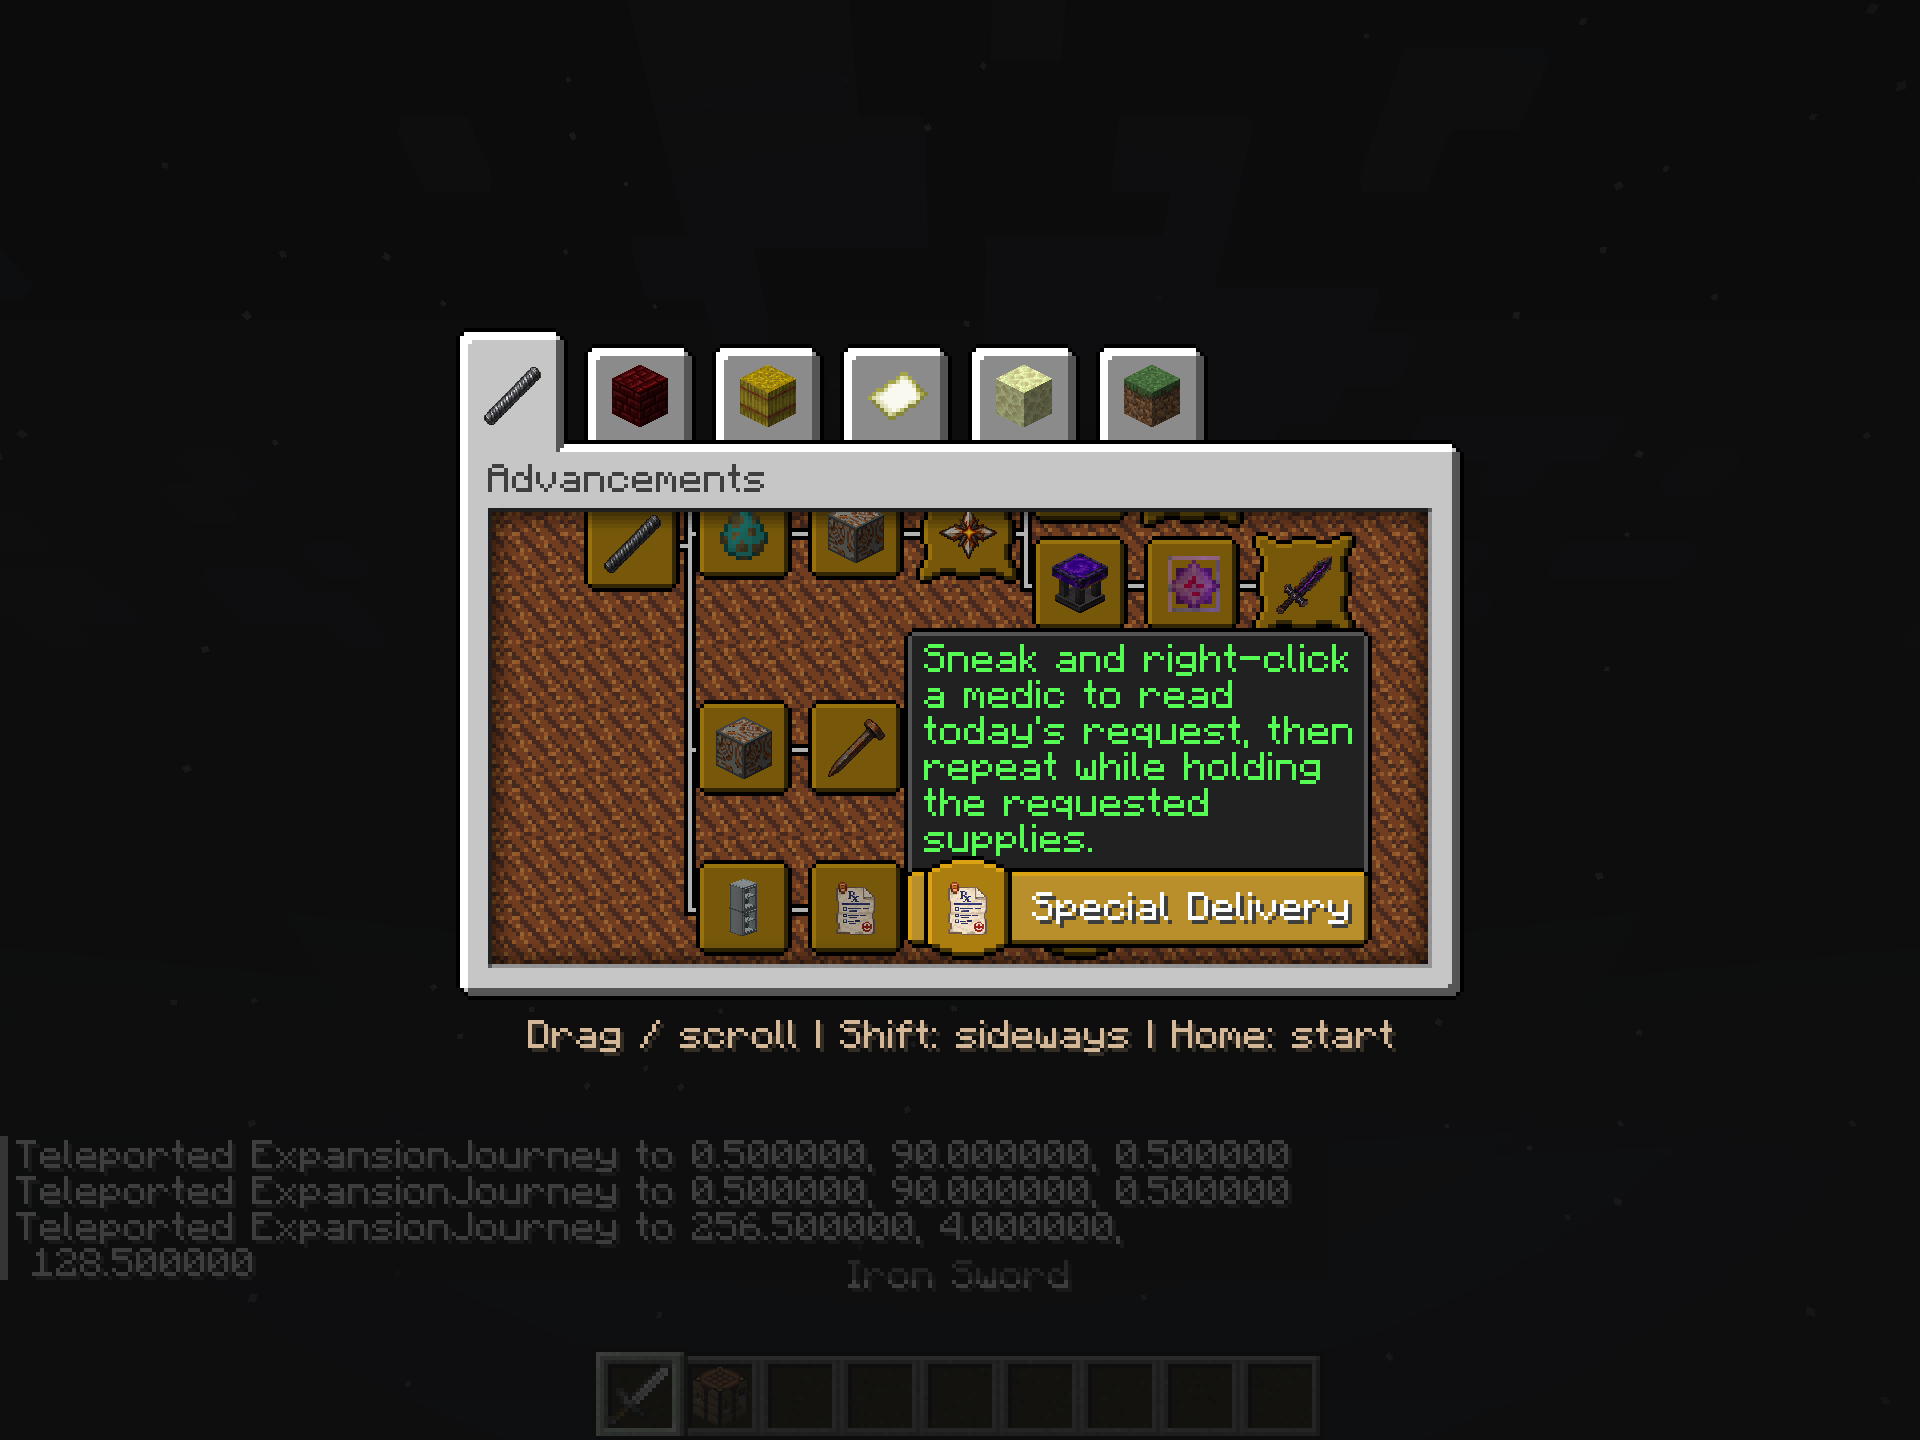 Advancements
Sneak and right-click
a medic to read
today's request, then
repeat while holding
the requested
supplies.
Special Delivery
Drag / scroll | Shift: sideways | Home: start
Teleported ExpansionJourney to 0.500000, 90.000000, 0.500000
Teleported ExpansionJourney to 0.500000, 90.000000, 0.500000
Teleported ExpansionJourney to 256.500000, 4.000000,
128.500000
Iron Sword